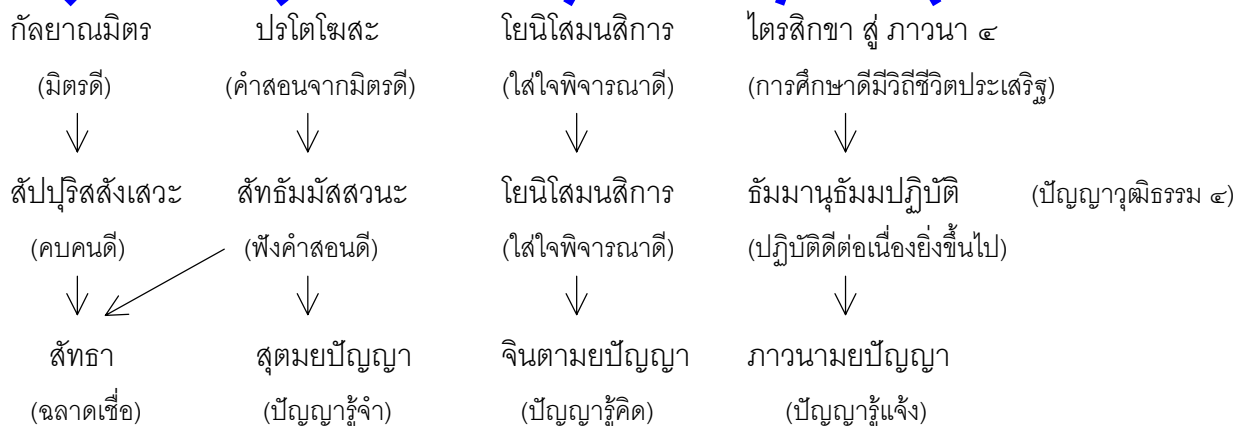 กัลยาณมิตร ปรโตโฆสะ โยนิโสมนสิการ ไตรสิกขา สู่ ภาวนา ๔
(มิตรดี) (คำสอนจากมิตรดี) (ใส่ใจพิจารณาดี) (การศึกษาดีมีวิถีชีวิตประเสริฐ)
สัปปุริสสังเสวะ สัทธัมมัสสวนะ โยนิโสมนสิการ ธัมมานุธัมมปฏิบัติ (ปัญญาวุฒิธรรม ๔)
(คบคนดี) (ฟังคำสอนดี) (ใส่ใจพิจารณาดี) (ปฏิบัติดีต่อเนื่องยิ่งขึ้นไป)
สัทธา สุตมยปัญญา จินตามยปัญญา ภาวนามยปัญญา
(ฉลาดเชื่อ) (ปัญญารู้จำ) (ปัญญารู้คิด) (ปัญญารู้แจ้ง)